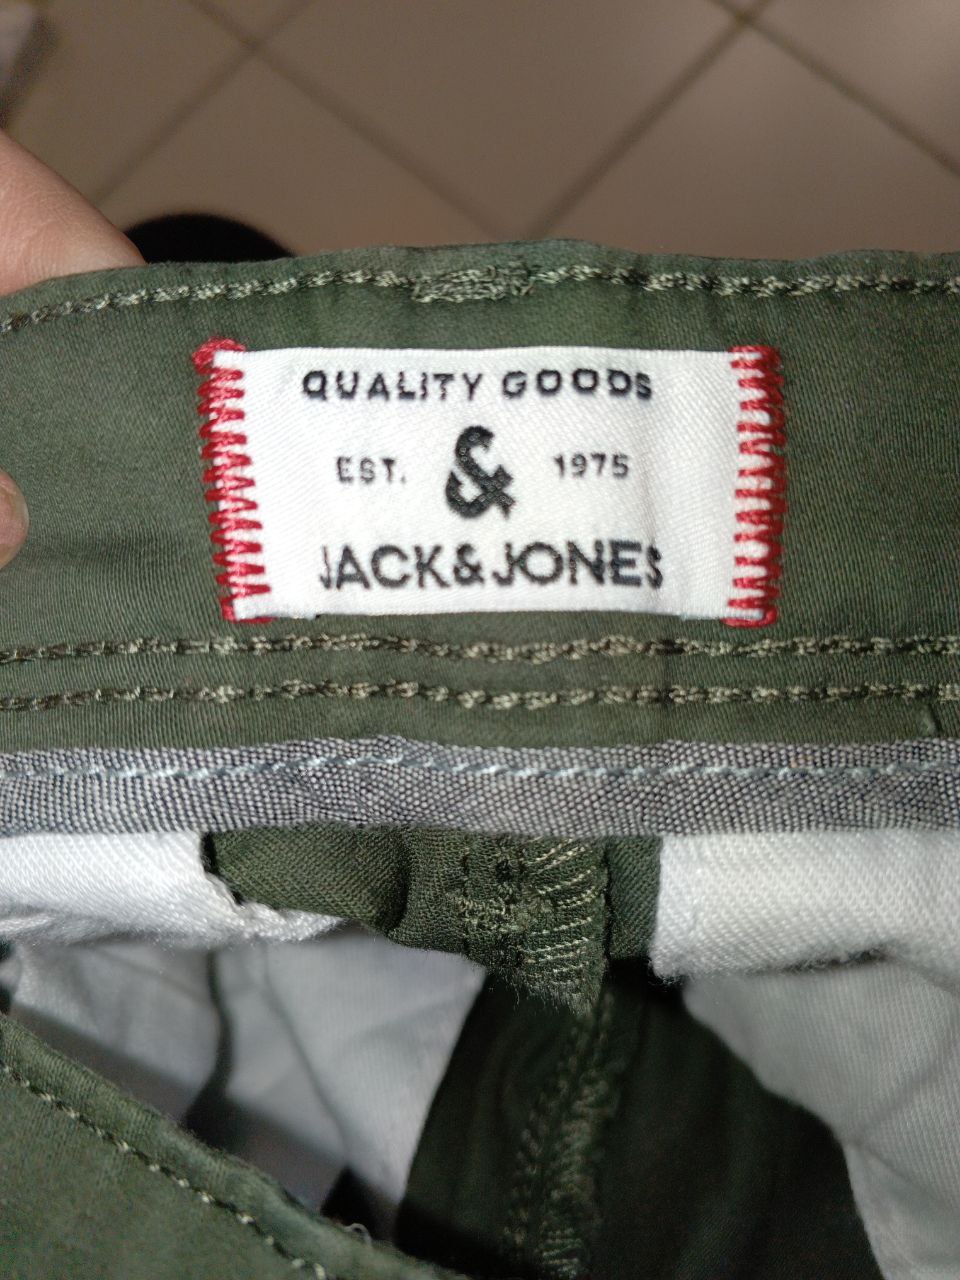 QUALITY GOODS
EST. & 1975
JACK&JONES